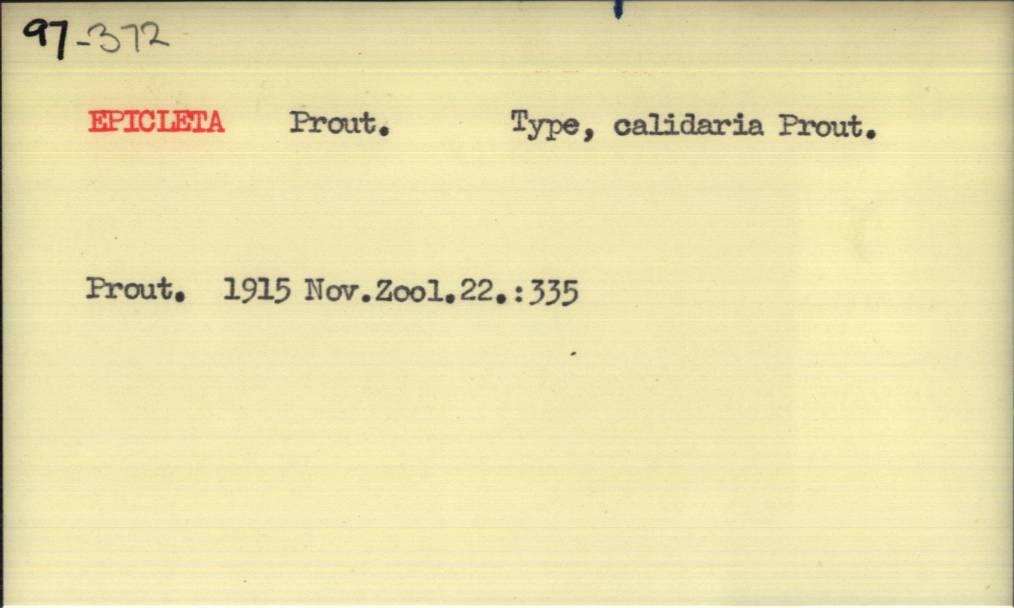 97-372
EPICLETA Prout. Type, calidaria Prout.
Prout. 1915 Nov.Zool.22.:335